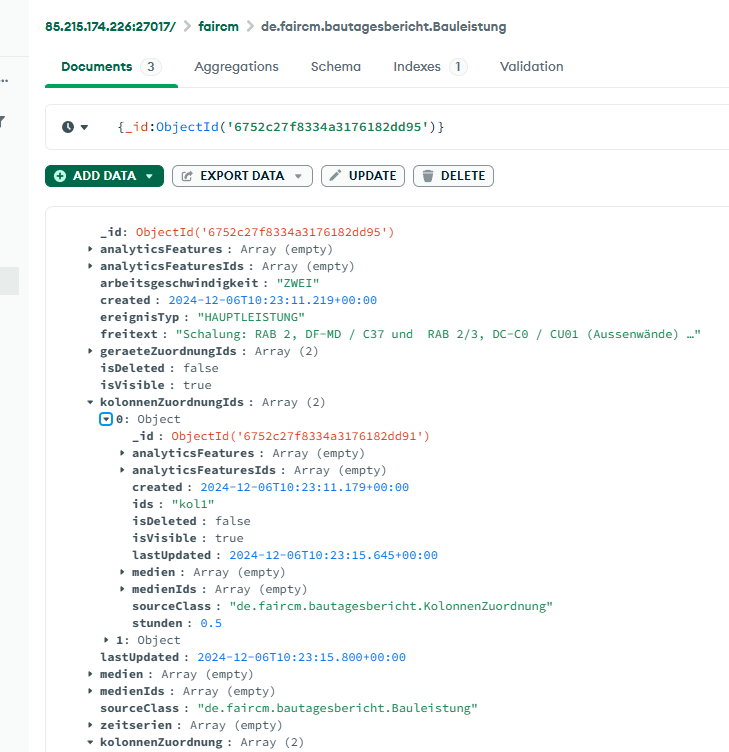 85.215.174.226:27017/ > faircm > de.faircm.bautagesbericht.Bauleistung
Documents 3 Aggregations Schema Indexes 1 Validation
{_id:ObjectId('6752c27f8334a3176182dd95')}
ADD DATA EXPORT DATA UPDATE DELETE
_id: ObjectId('6752c27f8334a3176182dd95')
analyticsFeatures : Array (empty)
analyticsFeaturesIds : Array (empty)
arbeitsgeschwindigkeit : "ZWEI"
created : 2024-12-06T10:23:11.219+00:00
ereignisTyp : "HAUPTLEISTUNG"
freitext : "Schalung: RAB 2, DF-MD / C37 und  RAB 2/3, DC-C0 / CU01 (Aussenwände) …"
geraeteZuordnungIds : Array (2)
isDeleted : false
isVisible : true
kolonnenZuordnungIds : Array (2)
0: Object
_id : ObjectId('6752c27f8334a3176182dd91')
analyticsFeatures : Array (empty)
analyticsFeaturesIds : Array (empty)
created : 2024-12-06T10:23:11.179+00:00
ids : "kol1"
isDeleted : false
isVisible : true
lastUpdated : 2024-12-06T10:23:15.645+00:00
medien : Array (empty)
medienIds : Array (empty)
sourceClass : "de.faircm.bautagesbericht.KolonnenZuordnung"
stunden : 0.5
1: Object
lastUpdated : 2024-12-06T10:23:15.800+00:00
medien : Array (empty)
medienIds : Array (empty)
sourceClass : "de.faircm.bautagesbericht.Bauleistung"
zeitserien : Array (empty)
kolonnenZuordnung : Array (2)